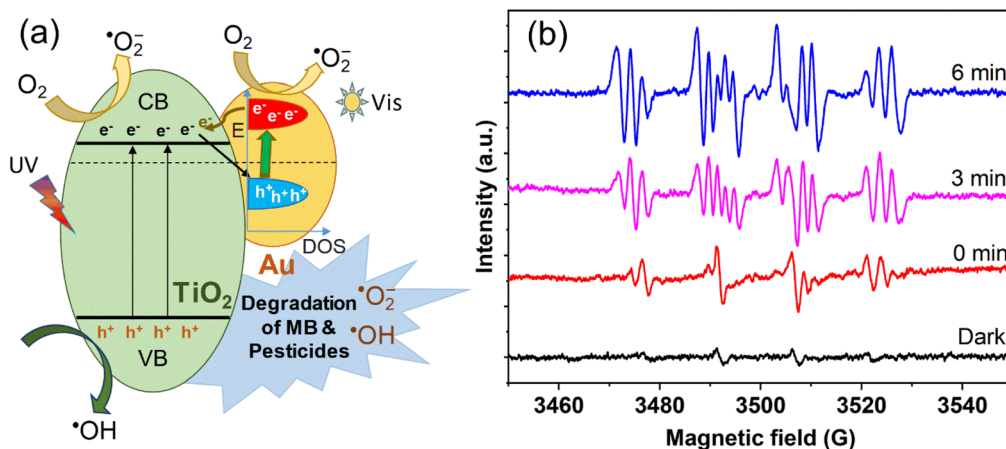 (a)
•O₂⁻
O₂
CB
e⁻ e⁻ e⁻ e⁻
UV
TiO₂
h⁺ h⁺ h⁺ h⁺
VB
•OH
O₂
•O₂⁻
Vis
E
e⁻
e⁻ e⁻ e⁻
h⁺ h⁺ h⁺
DOS
Au
Degradation
of MB &
Pesticides
•O₂⁻
•OH
(b)
Intensity (a.u.)
6 min
3 min
0 min
Dark
3460 3480 3500 3520 3540
Magnetic field (G)